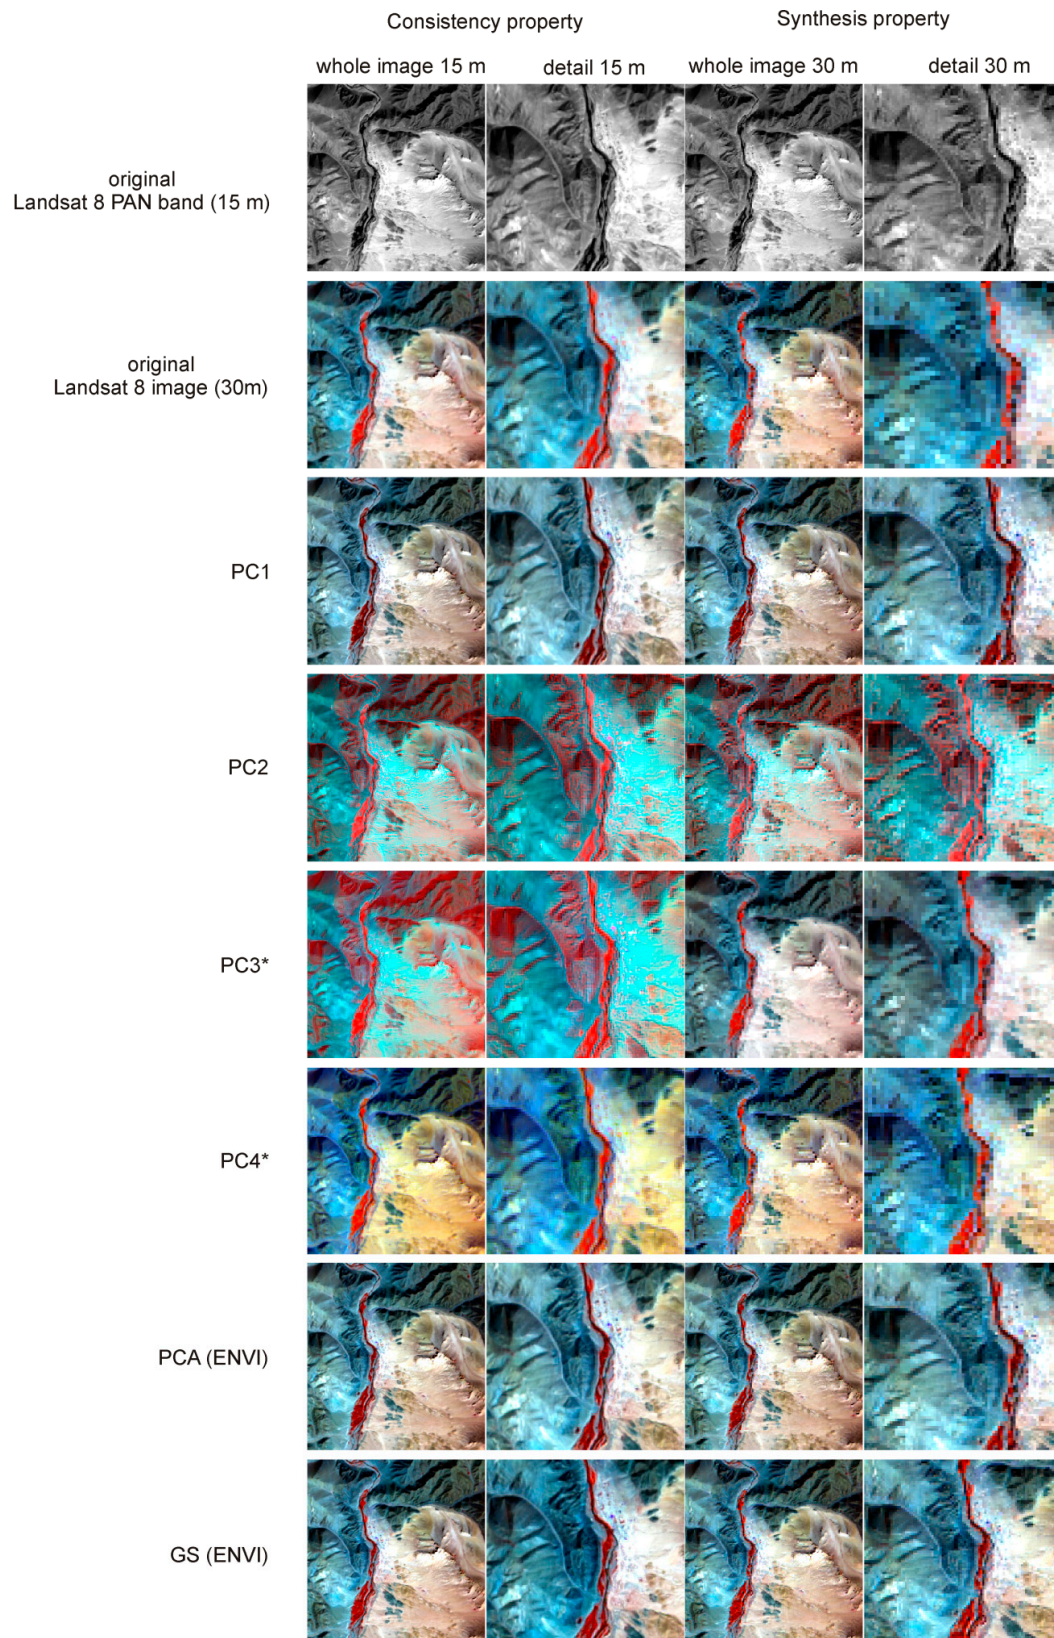 Consistency property
Synthesis property
whole image 15 m
detail 15 m
whole image 30 m
detail 30 m
original
Landsat 8 PAN band (15 m)
original
Landsat 8 image (30m)
PC1
PC2
PC3*
PC4*
PCA (ENVI)
GS (ENVI)